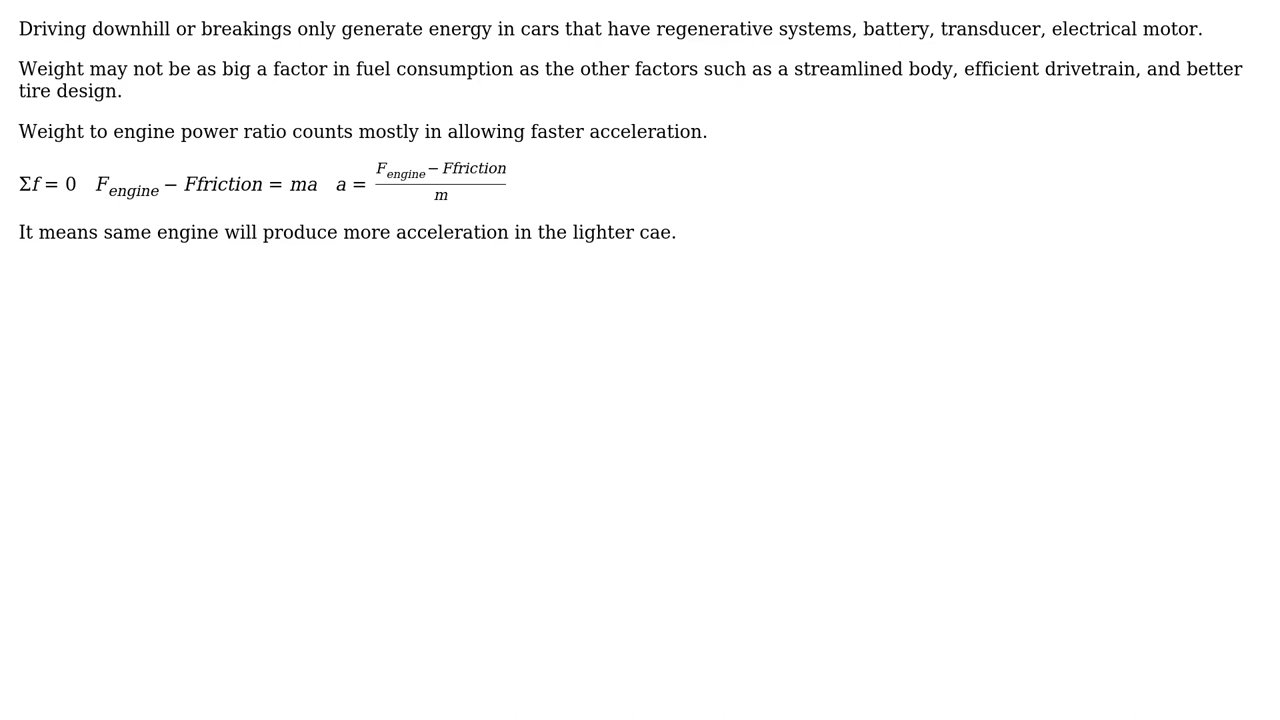 Driving downhill or breakings only generate energy in cars that have regenerative systems, battery, transducer, electrical motor.
Weight may not be as big a factor in fuel consumption as the other factors such as a streamlined body, efficient drivetrain, and better
tire design.
Weight to engine power ratio counts mostly in allowing faster acceleration.
Σf = 0 F_engine − Ffriction = ma a = (F_engine − Ffriction)/m
It means same engine will produce more acceleration in the lighter cae.